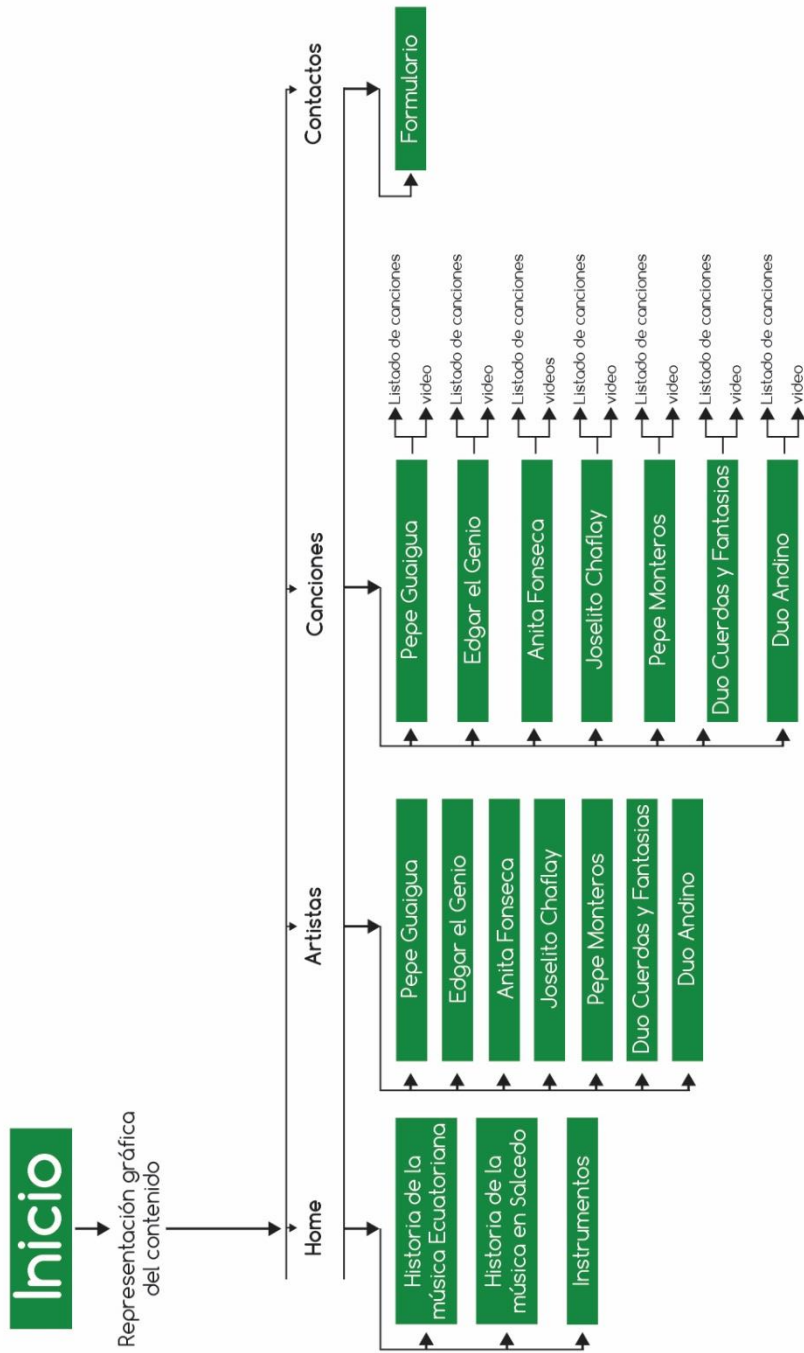 Inicio
Representación gráfica
del contenido
Home
Artistas
Canciones
Contactos
Historia de la
música Ecuatoriana
Historia de la
música en Salcedo
Instrumentos
Pepe Guaigua
Edgar el Genio
Anita Fonseca
Joselito Chaflay
Pepe Monteros
Duo Cuerdas y Fantasias
Duo Andino
Pepe Guaigua
Listado de canciones
video
Edgar el Genio
Listado de canciones
video
Anita Fonseca
Listado de canciones
videos
Joselito Chaflay
Listado de canciones
video
Pepe Monteros
Listado de canciones
video
Duo Cuerdas y Fantasias
Listado de canciones
video
Duo Andino
Listado de canciones
video
Formulario